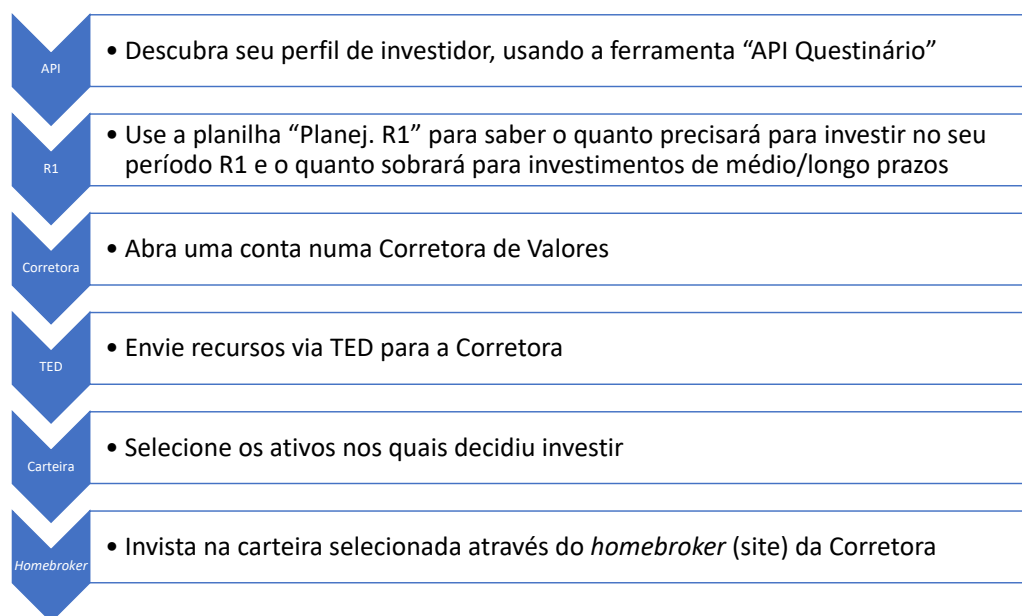 API
• Descubra seu perfil de investidor, usando a ferramenta “API Questinário”
R1
• Use a planilha “Planej. R1” para saber o quanto precisará para investir no seu
período R1 e o quanto sobrará para investimentos de médio/longo prazos
Corretora
• Abra uma conta numa Corretora de Valores
TED
• Envie recursos via TED para a Corretora
Carteira
• Selecione os ativos nos quais decidiu investir
Homebroker
• Invista na carteira selecionada através do homebroker (site) da Corretora